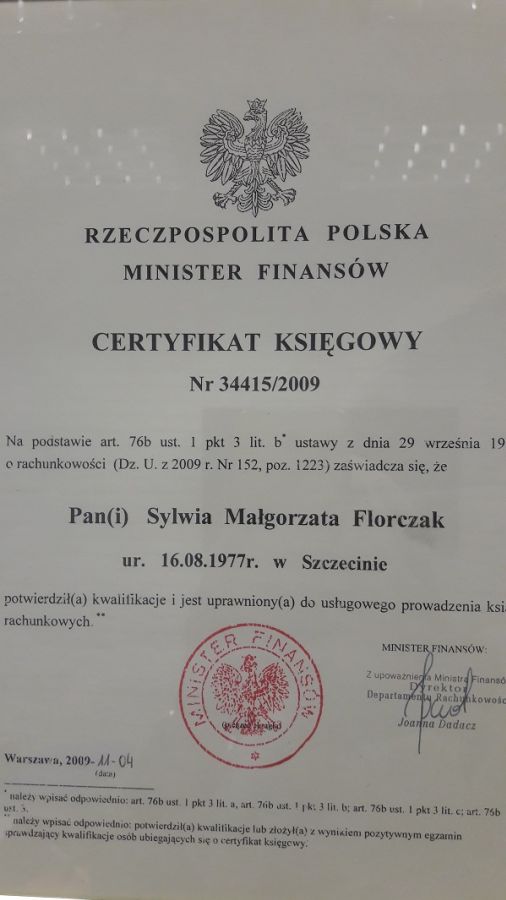 RZECZPOSPOLITA POLSKA
MINISTER FINANSÓW
CERTYFIKAT KSIĘGOWY
Nr 34415/2009
Na podstawie art. 76b ust. 1 pkt 3 lit. b* ustawy z dnia 29 września 19
o rachunkowości (Dz. U. z 2009 r. Nr 152, poz. 1223) zaświadcza się, że
Pan(i) Sylwia Małgorzata Florczak
ur. 16.08.1977r. w Szczecinie
potwierdził(a) kwalifikacje i jest uprawniony(a) do usługowego prowadzenia ksią
rachunkowych.**
MINISTER FINANSÓW
MINISTER FINANSÓW:
Z upoważnienia Ministra Finansó
Dyrektor
Departamentu Rachunkowośc
Joanna Dadacz
Warszawa, 2009-11-04
(data)
* należy wpisać odpowiednio: art. 76b ust. 1 pkt 3 lit. a, art. 76b ust. 1 pkt 3 lit. b; art. 76b ust. 1 pkt 3 lit. c; art. 76b
ust. 3.
** należy wpisać odpowiednio: potwierdził(a) kwalifikacje lub złożył(a) z wynikiem pozytywnym egzamin
sprawdzający kwalifikacje osób ubiegających się o certyfikat księgowy.